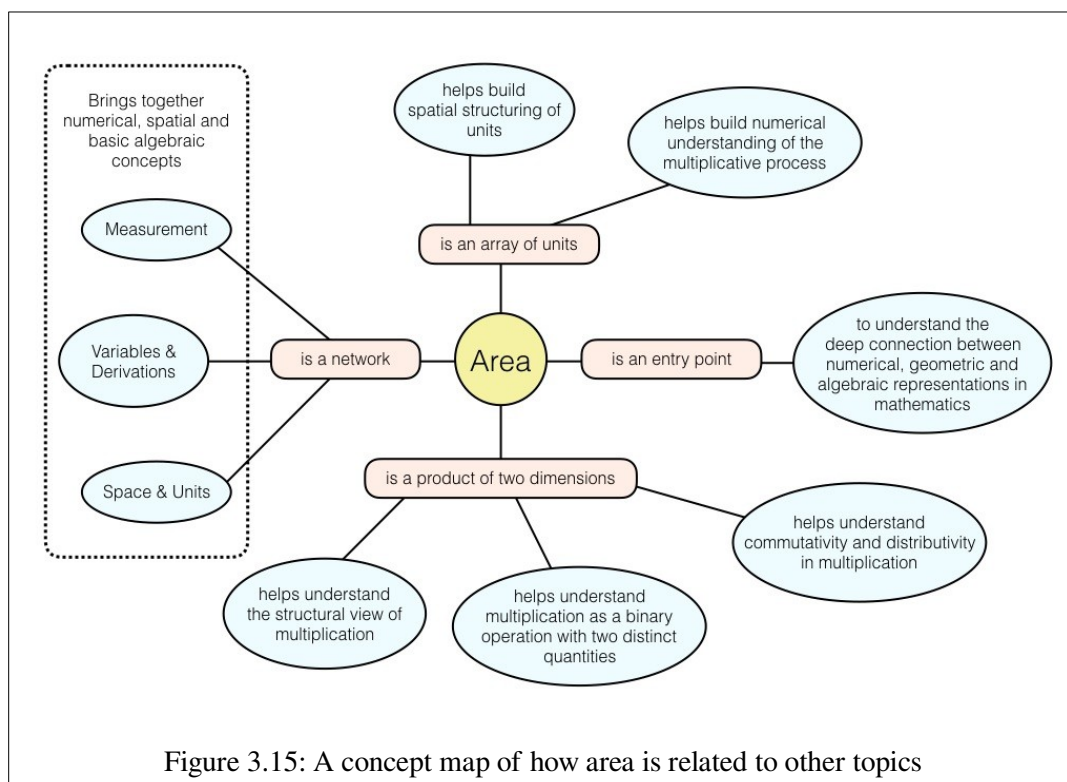 Brings together
numerical, spatial and
basic algebraic
concepts
Measurement
Variables &
Derivations
Space & Units
is a network
helps build
spatial structuring of
units
helps build numerical
understanding of the
multiplicative process
is an array of units
Area
is an entry point
to understand the
deep connection between
numerical, geometric and
algebraic representations in
mathematics
is a product of two dimensions
helps understand
the structural view of
multiplication
helps understand
multiplication as a binary
operation with two distinct
quantities
helps understand
commutativity and distributivity
in multiplication
Figure 3.15: A concept map of how area is related to other topics